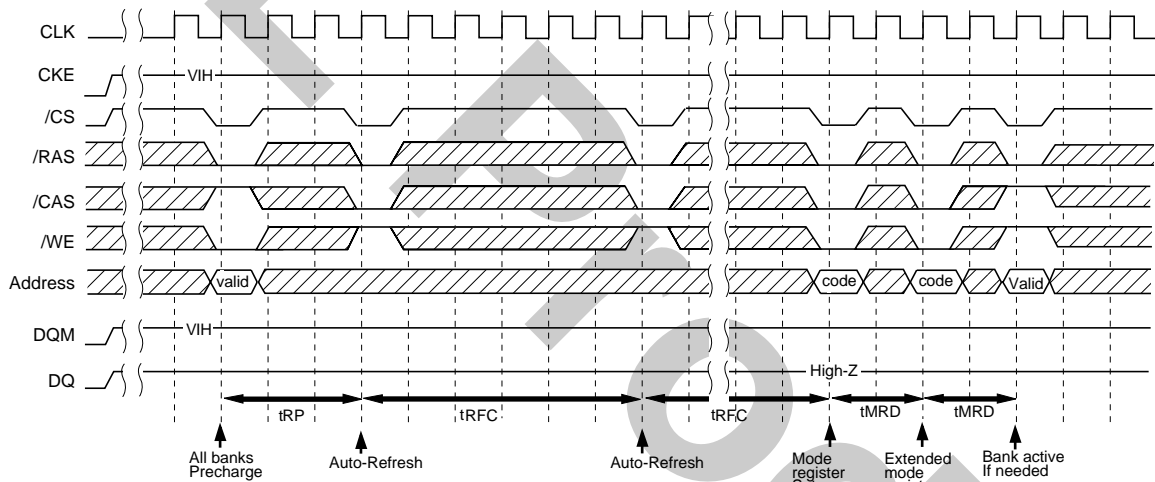 CLK
CKE
VIH
/CS
/RAS
/CAS
/WE
Address
valid
code
code
Valid
DQM
VIH
DQ
High-Z
tRP
tRFC
tRFC
tMRD
tMRD
All banks
Precharge
Auto-Refresh
Auto-Refresh
Mode
register
Extended
mode
Bank active
If needed